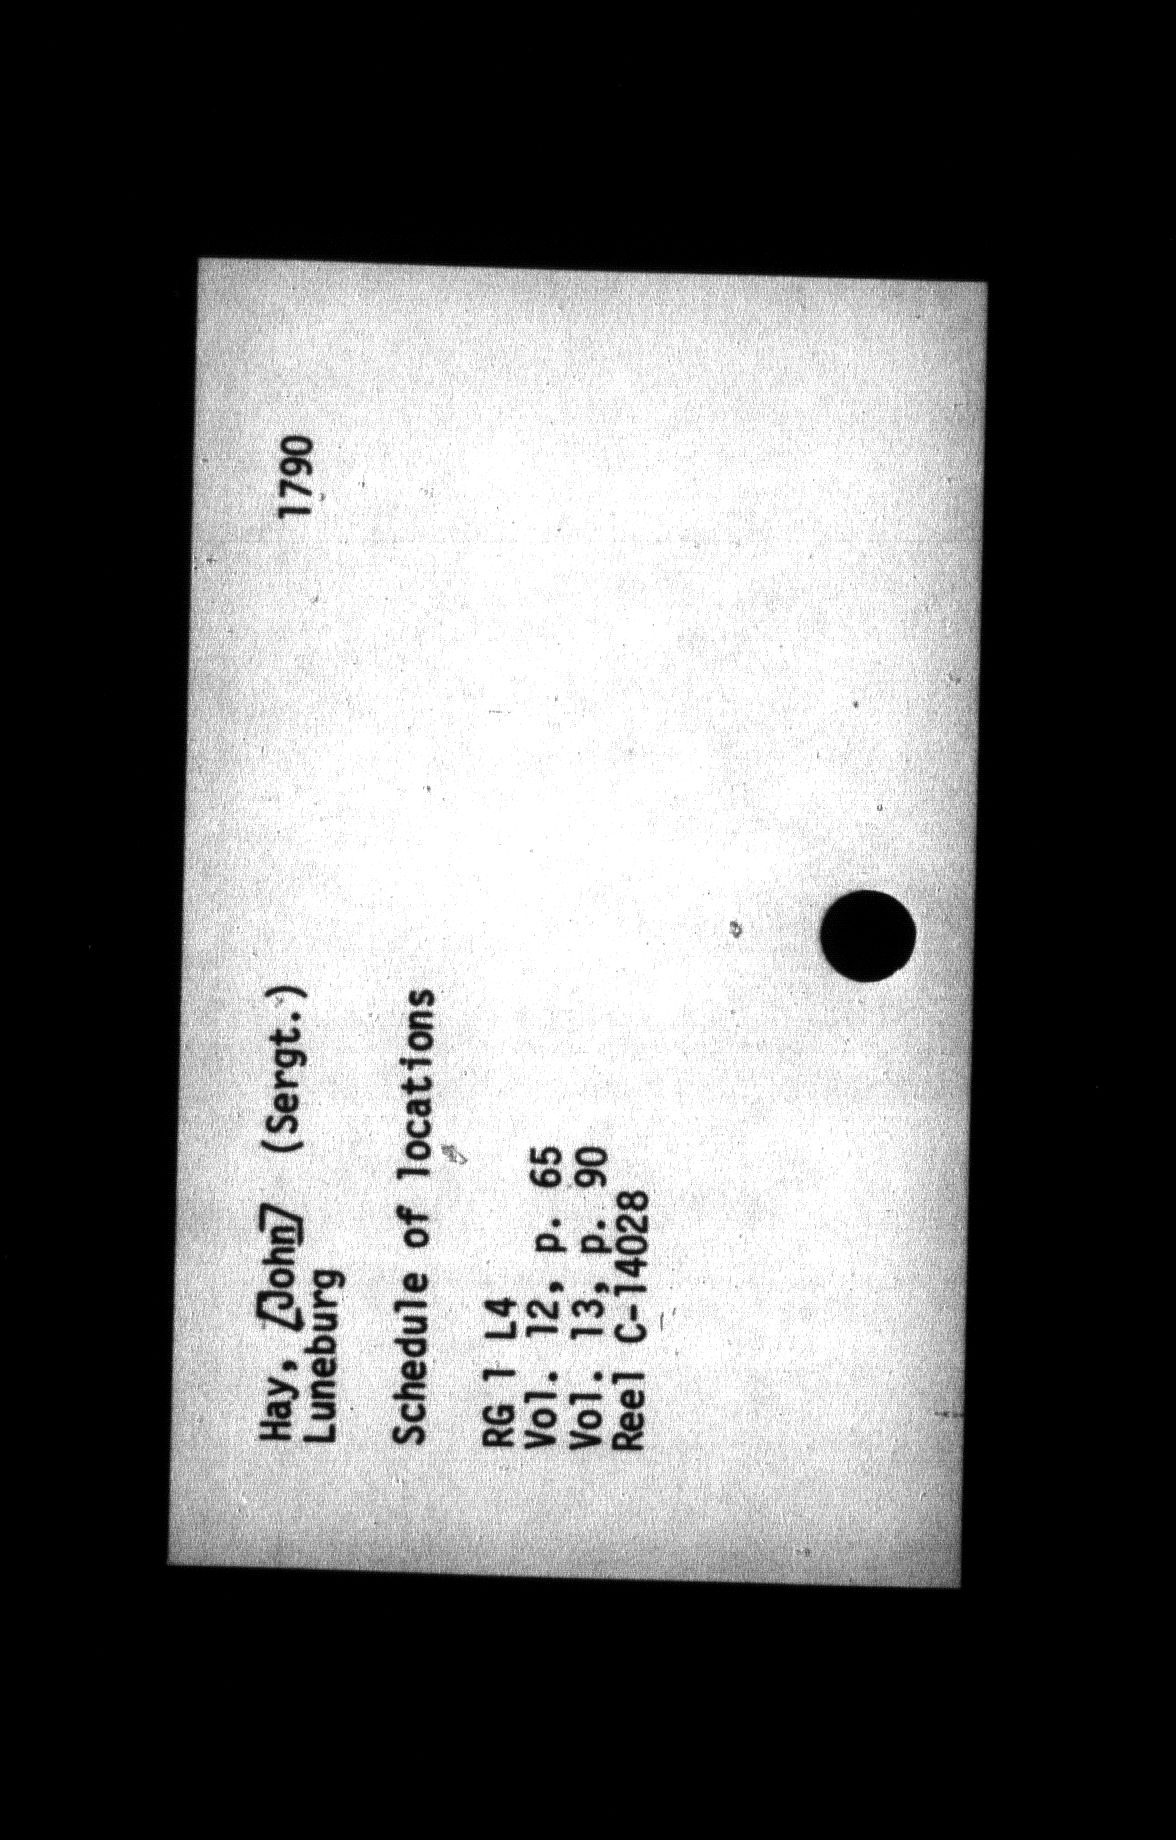 Hay, [John] (Sergt.) 1790
Luneburg
Schedule of locations
RG 1 L4
Vol. 12, p. 65
Vol. 13, p. 90
Reel C-14028